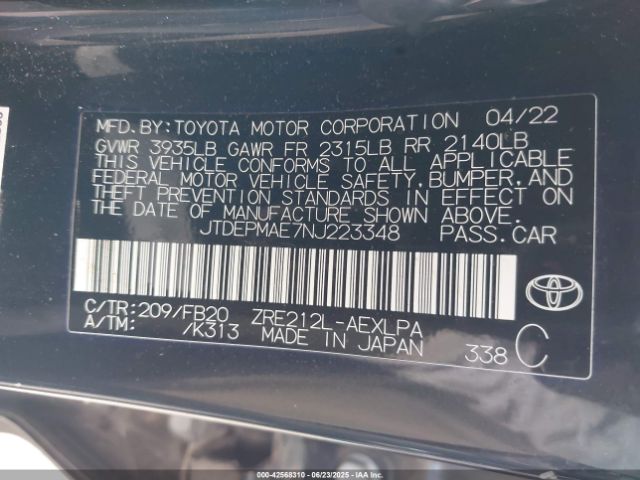 MFD.BY:TOYOTA MOTOR CORPORATION 04/22
GVWR 3935LB GAWR FR 2315LB RR 2140LB
THIS VEHICLE CONFORMS TO ALL APPLICABLE
FEDERAL MOTOR VEHICLE SAFETY,BUMPER,AND
THEFT PREVENTION STANDARDS IN EFFECT ON
THE DATE OF MANUFACTURE SHOWN ABOVE.
JTDEPMAE7NJ223348 PASS.CAR
C/TR:209/FB20 ZRE212L-AEXLPA
A/TM: /K313 MADE IN JAPAN 338 C
000-42568310 - 06/23/2025 - IAAI.COM